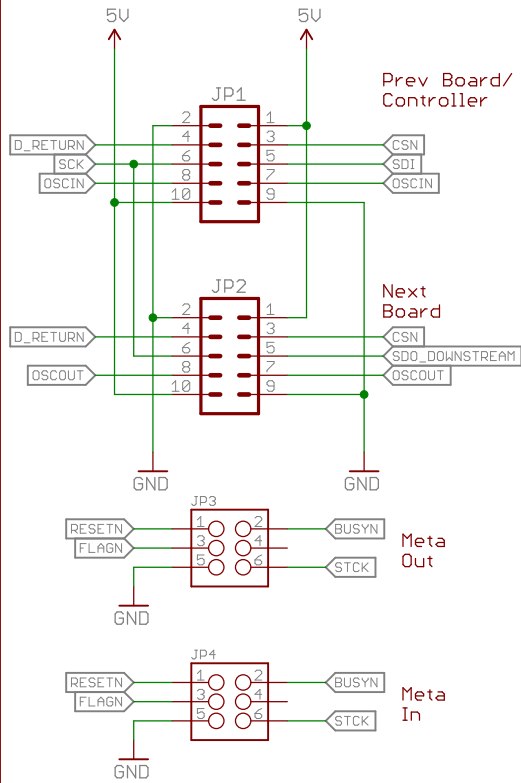 5V 5V
Prev Board/
Controller
JP1
2 1
D_RETURN 4 3 CSN
SCK 6 5 SDI
OSCIN 8 7 OSCIN
10 9
JP2
Next
Board
2 1
D_RETURN 4 3 CSN
6 5 SDO_DOWNSTREAM
OSCOUT 8 7 OSCOUT
10 9
GND GND
JP3
RESETN 1 2 BUSYN
FLAGN 3 4
5 6 STCK
Meta
Out
GND
JP4
RESETN 1 2 BUSYN
FLAGN 3 4
5 6 STCK
Meta
In
GND